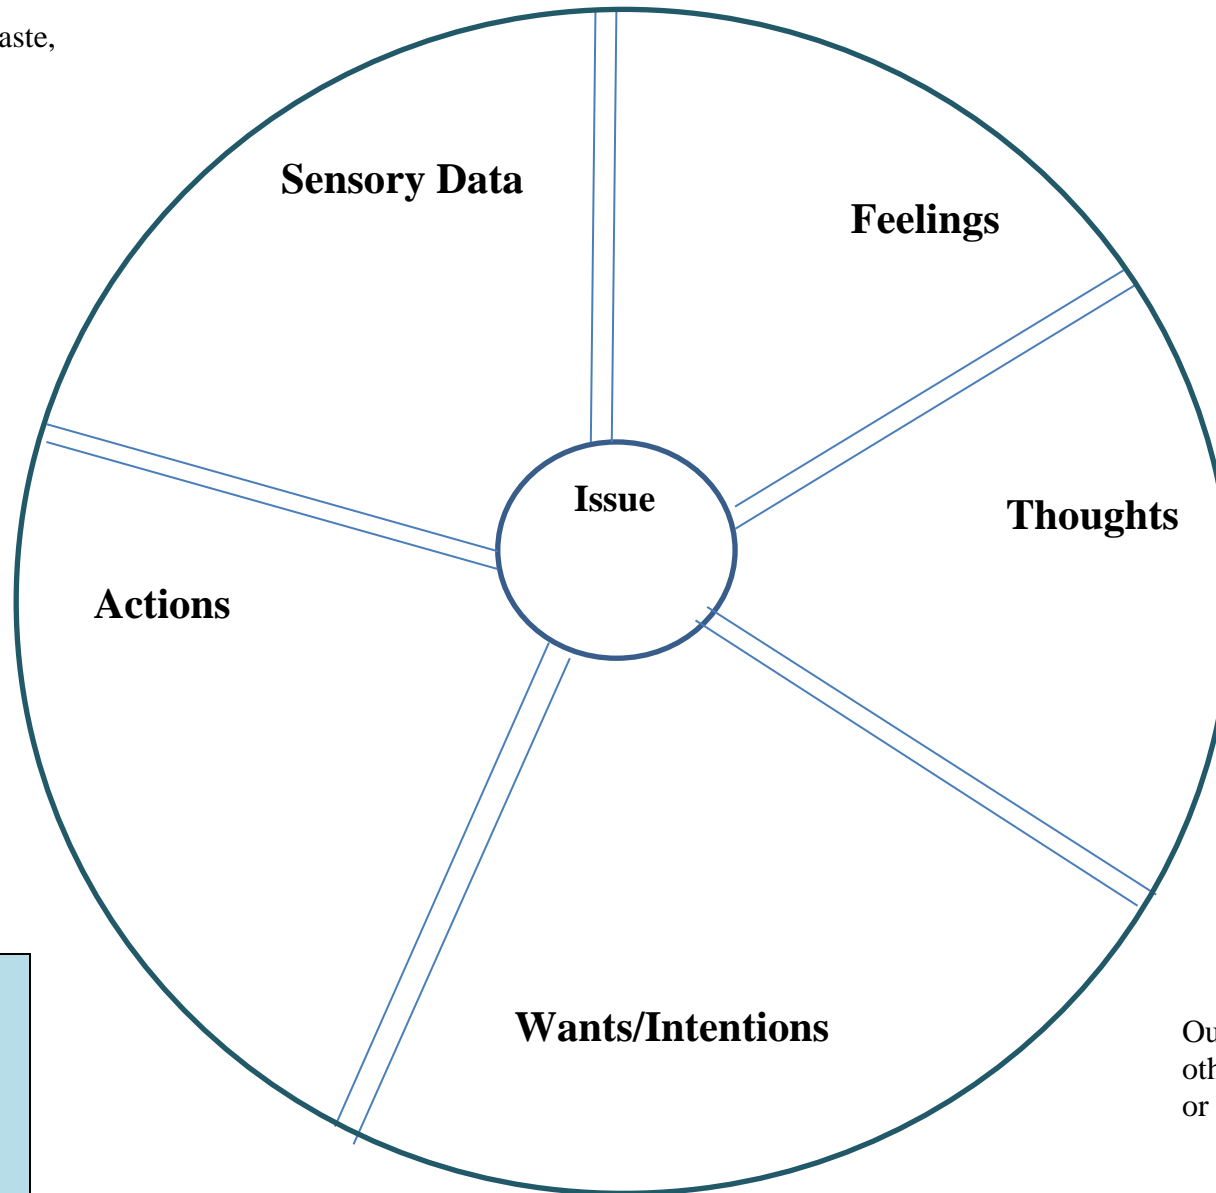 aste,
Sensory Data
Feelings
Issue
Thoughts
Actions
Wants/Intentions
Ou
oth
or